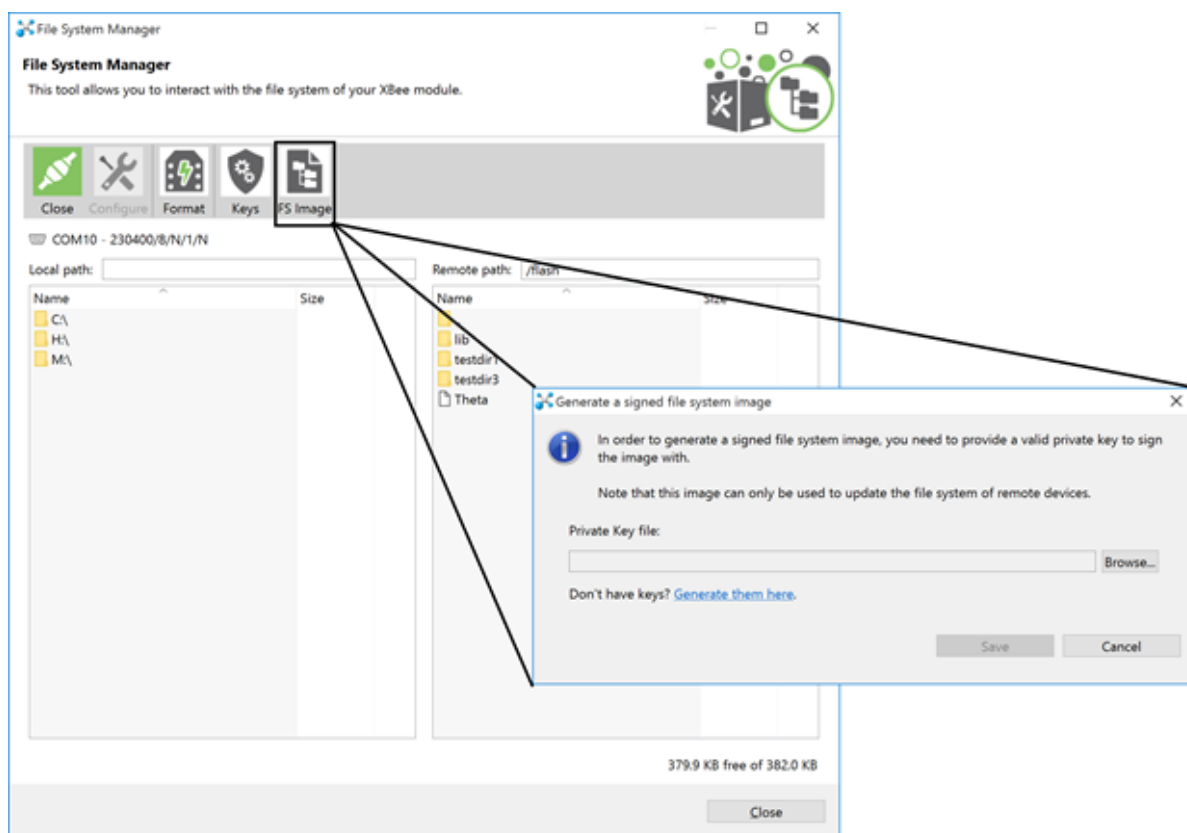 File System Manager
File System Manager
This tool allows you to interact with the file system of your XBee module.
Close Configure Format Keys FS Image
COM10 - 230400/8/N/1/N
Local path:
Remote path: /flash
Name Size
C:\
H:\
M:\
Name Size
lib
testdir1
testdir3
Theta
Generate a signed file system image
In order to generate a signed file system image, you need to provide a valid private key to sign
the image with.
Note that this image can only be used to update the file system of remote devices.
Private Key file:
Browse...
Don't have keys? Generate them here.
Save Cancel
379.9 KB free of 382.0 KB
Close